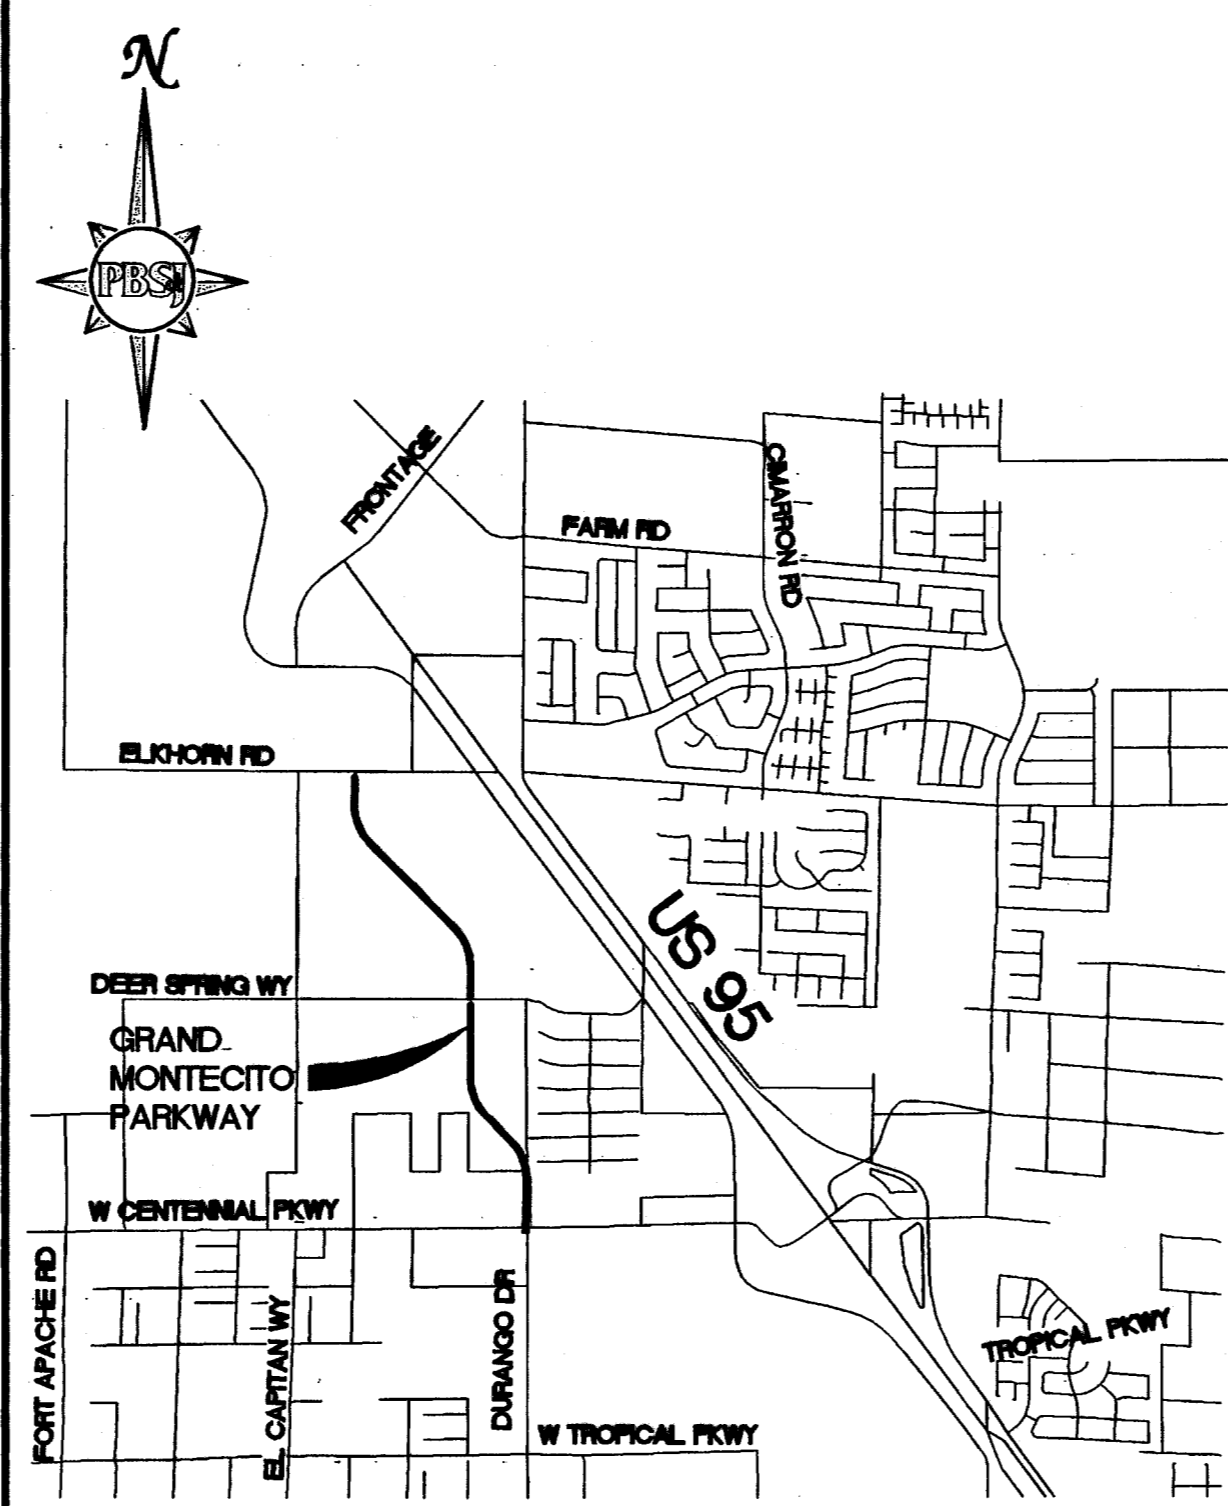 N
PBS&J
FRONTAGE
FARM RD
CIMARRON RD
ELKHORN RD
US 95
DEER SPRING WY
GRAND
MONTECITO
PARKWAY
W CENTENNIAL PKWY
FORT APACHE RD
EL CAPITAN WY
DURANGO DR
TROPICAL PKWY
W TROPICAL PKWY